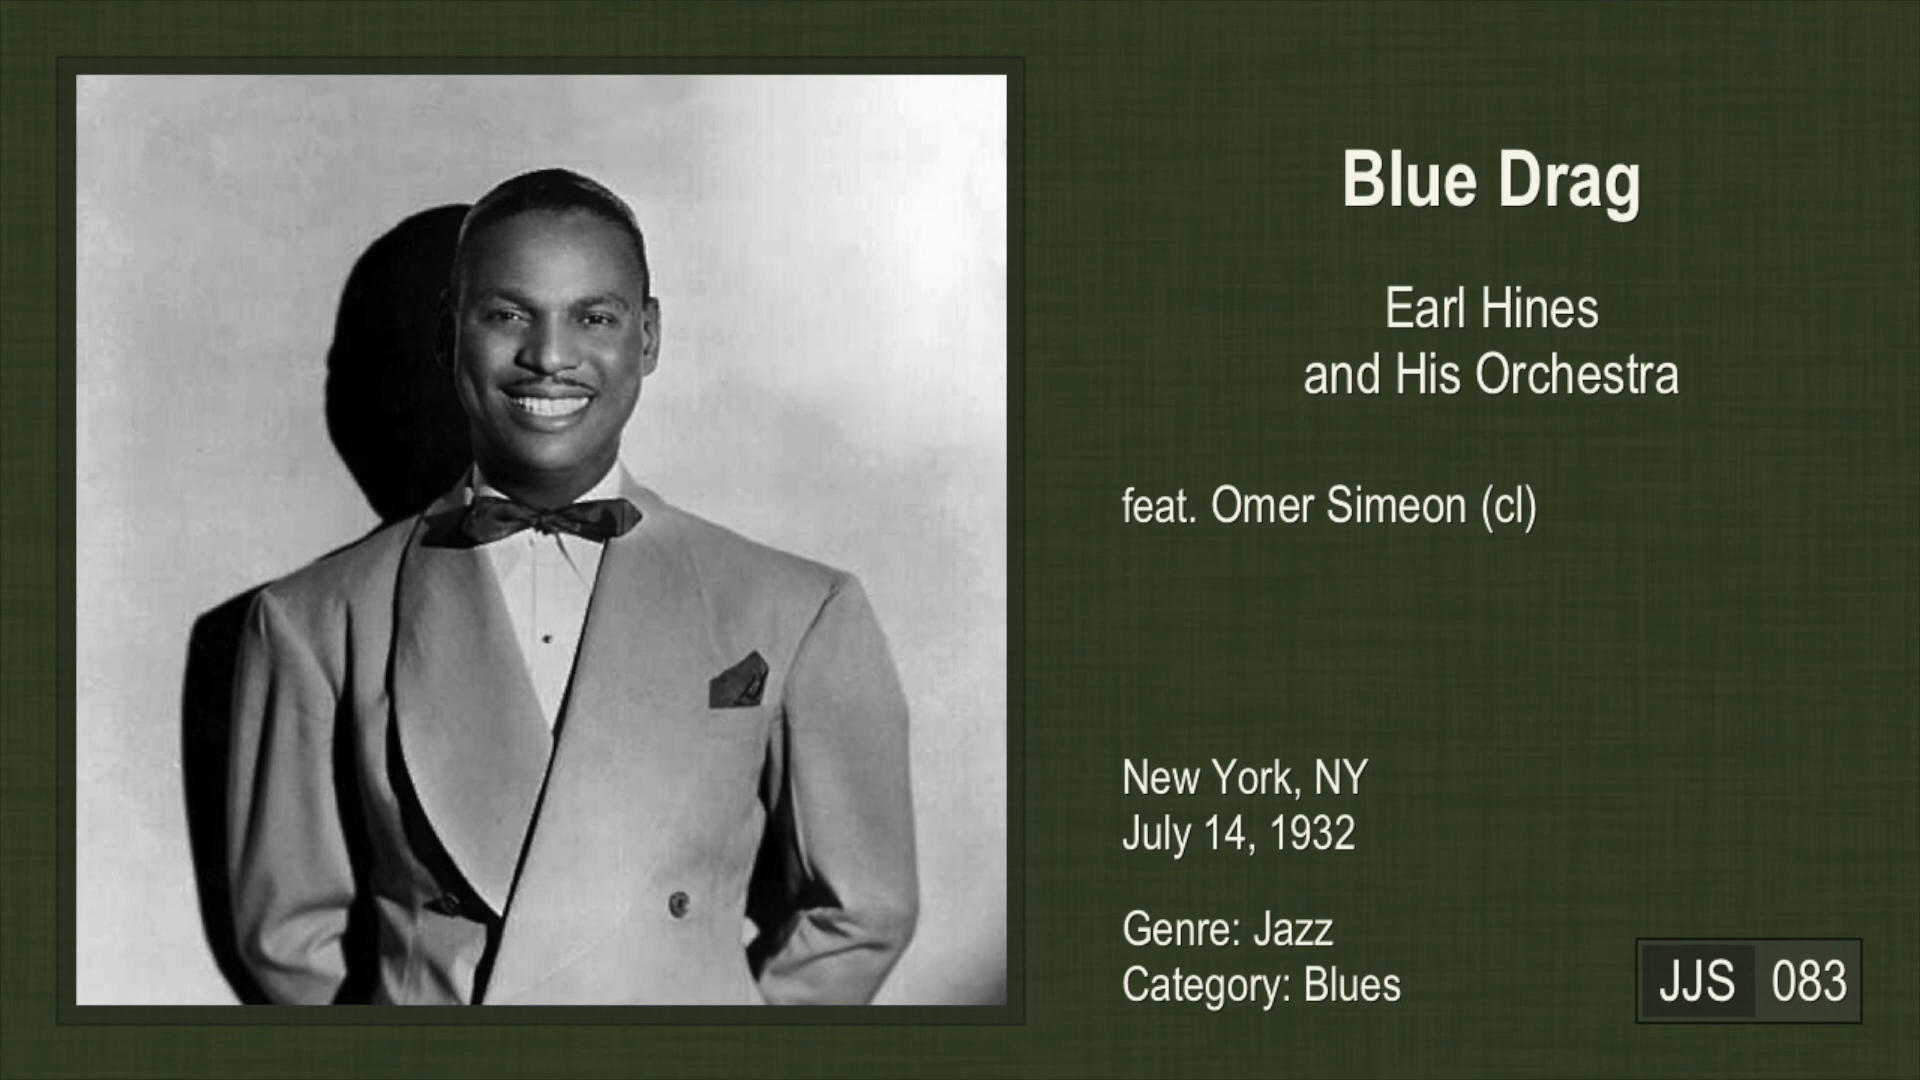 Blue Drag
Earl Hines
and His Orchestra
feat. Omer Simeon (cl)
New York, NY
July 14, 1932
Genre: Jazz
Category: Blues
JJS 083